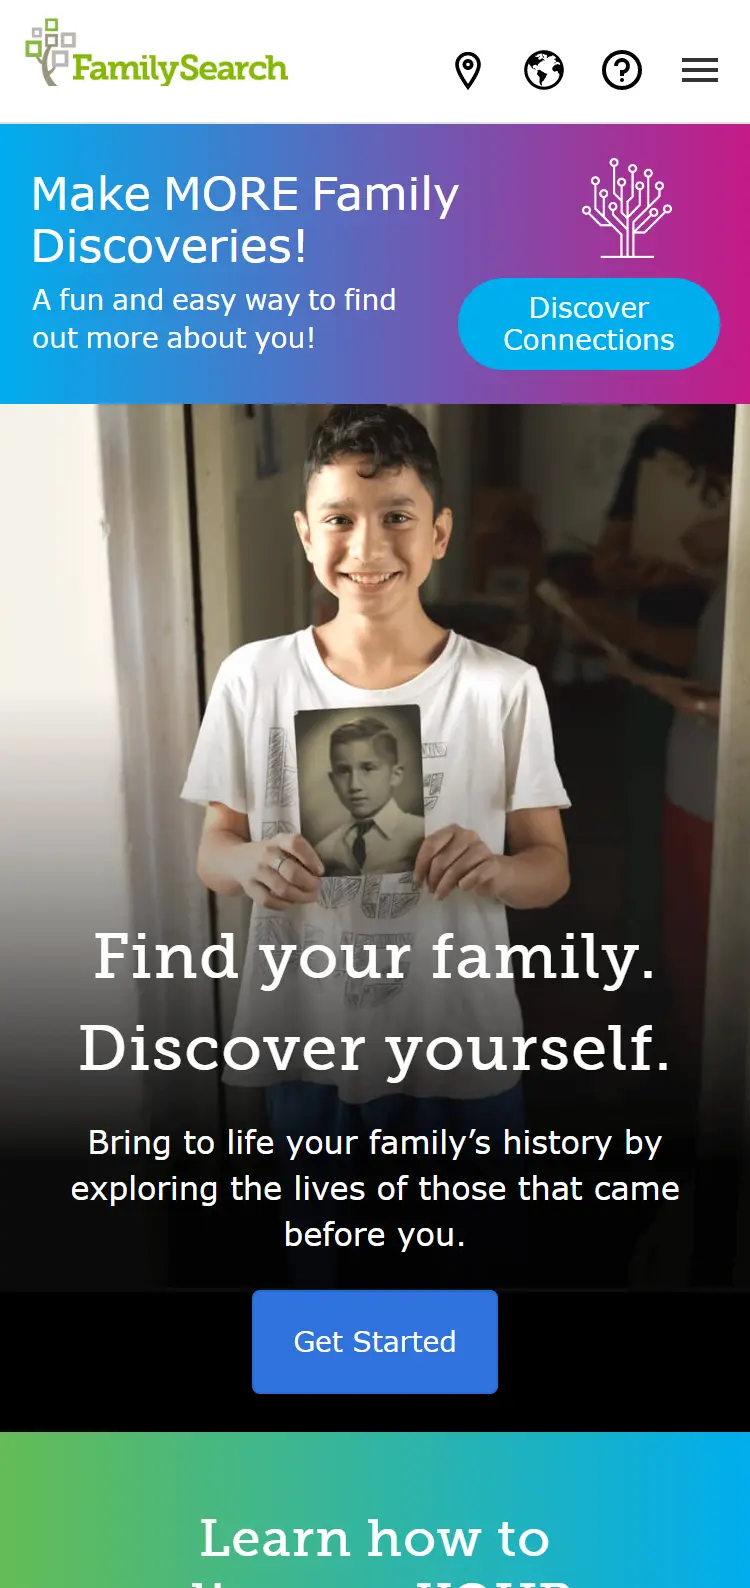 FamilySearch
Make MORE Family
Discoveries!
A fun and easy way to find
out more about you!
Discover
Connections
Find your family.
Discover yourself.
Bring to life your family’s history by
exploring the lives of those that came
before you.
Get Started
Learn how to